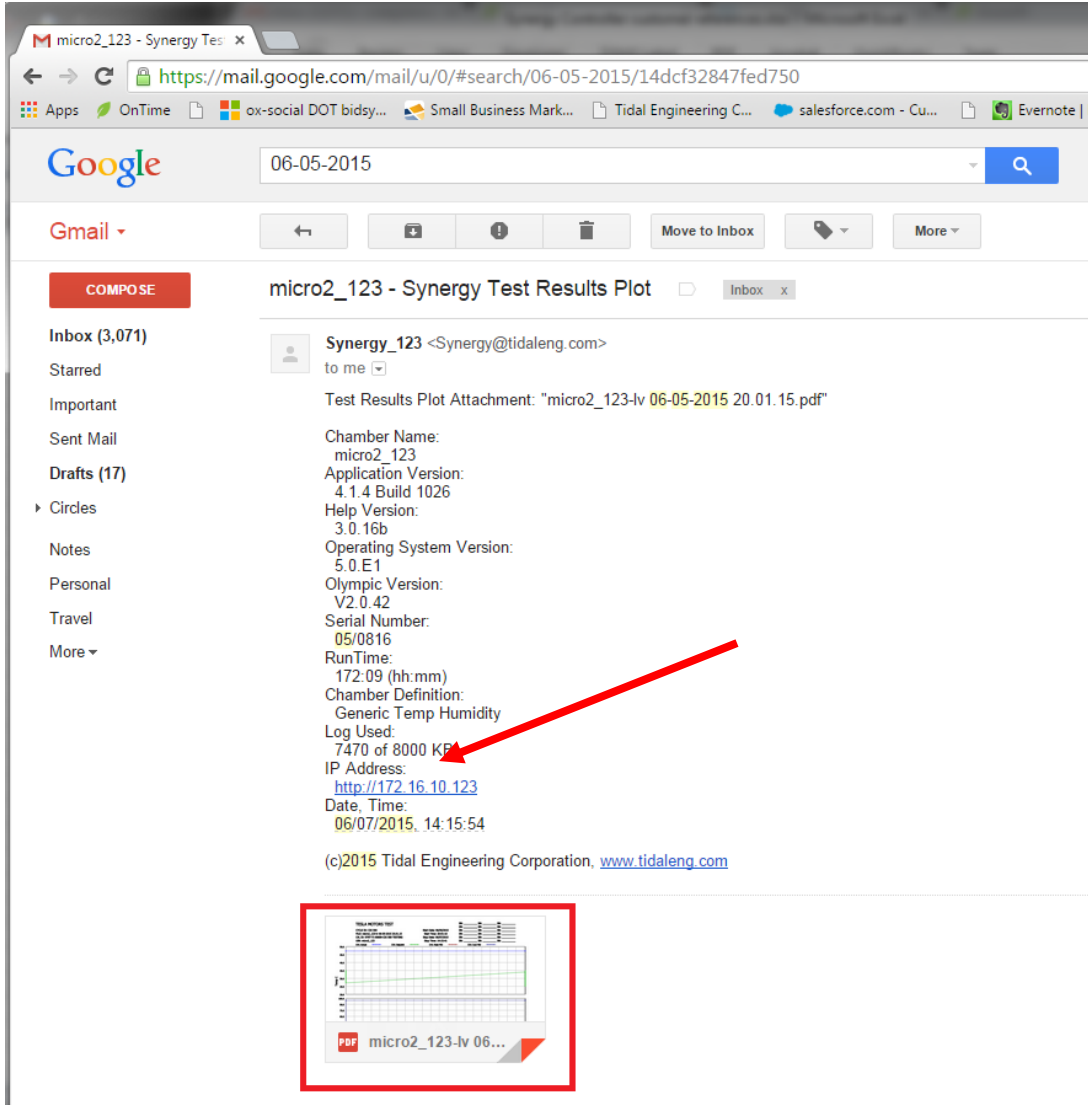 micro2_123 - Synergy Tes
https://mail.google.com/mail/u/0/#search/06-05-2015/14dcf32847fed750
Apps OnTime ox-social DOT bidsy... Small Business Mark... Tidal Engineering C... salesforce.com - Cu... Evernote |
Google 06-05-2015
Gmail Move to Inbox More
COMPOSE
micro2_123 - Synergy Test Results Plot Inbox x
Inbox (3,071)
Starred
Important
Sent Mail
Drafts (17)
Circles
Notes
Personal
Travel
More
Synergy_123 <Synergy@tidaleng.com>
to me
Test Results Plot Attachment: "micro2_123-lv 06-05-2015 20.01.15.pdf"
Chamber Name:
micro2_123
Application Version:
4.1.4 Build 1026
Help Version:
3.0.16b
Operating System Version:
5.0.E1
Olympic Version:
V2.0.42
Serial Number:
05/0816
RunTime:
172:09 (hh:mm)
Chamber Definition:
Generic Temp Humidity
Log Used:
7470 of 8000 KB
IP Address:
http://172.16.10.123
Date, Time:
06/07/2015, 14:15:54
(c)2015 Tidal Engineering Corporation, www.tidaleng.com
TESLA MOTORS TEST
PDF micro2_123-lv 06...